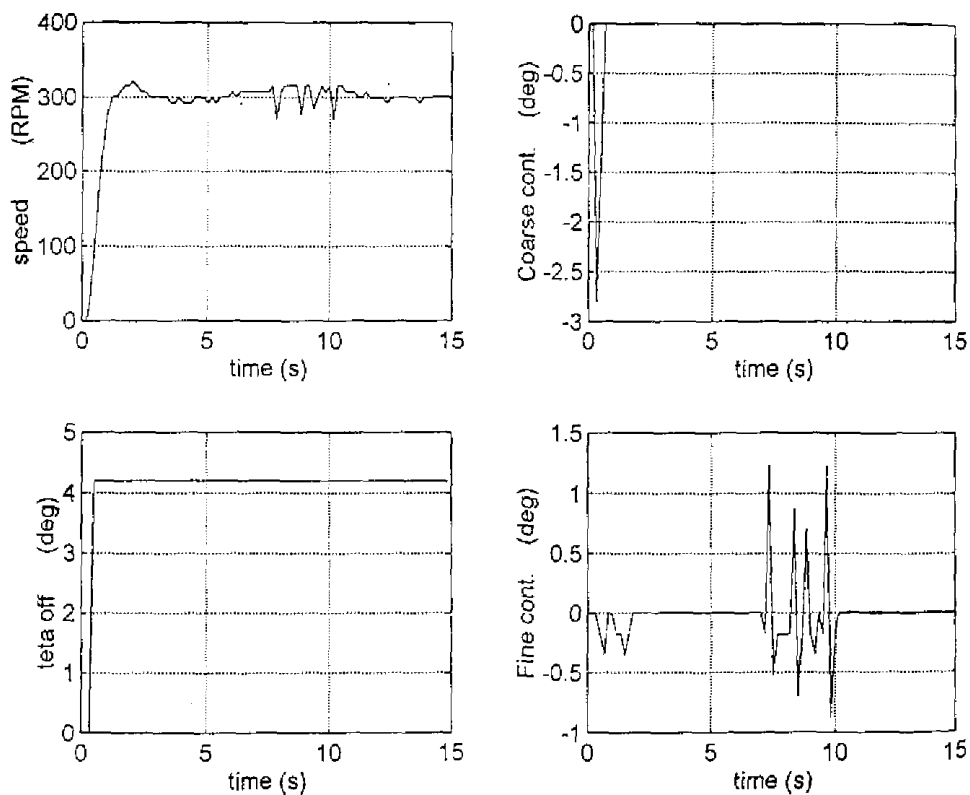 400
300
200
100
0
speed (RPM)
0 5 10 15
time (s)
0
-0.5
-1
-1.5
-2
-2.5
-3
Coarse cont. (deg)
0 5 10 15
time (s)
5
4
3
2
1
0
teta off (deg)
0 5 10 15
time (s)
1.5
1
0.5
0
-0.5
-1
Fine cont. (deg)
0 5 10 15
time (s)